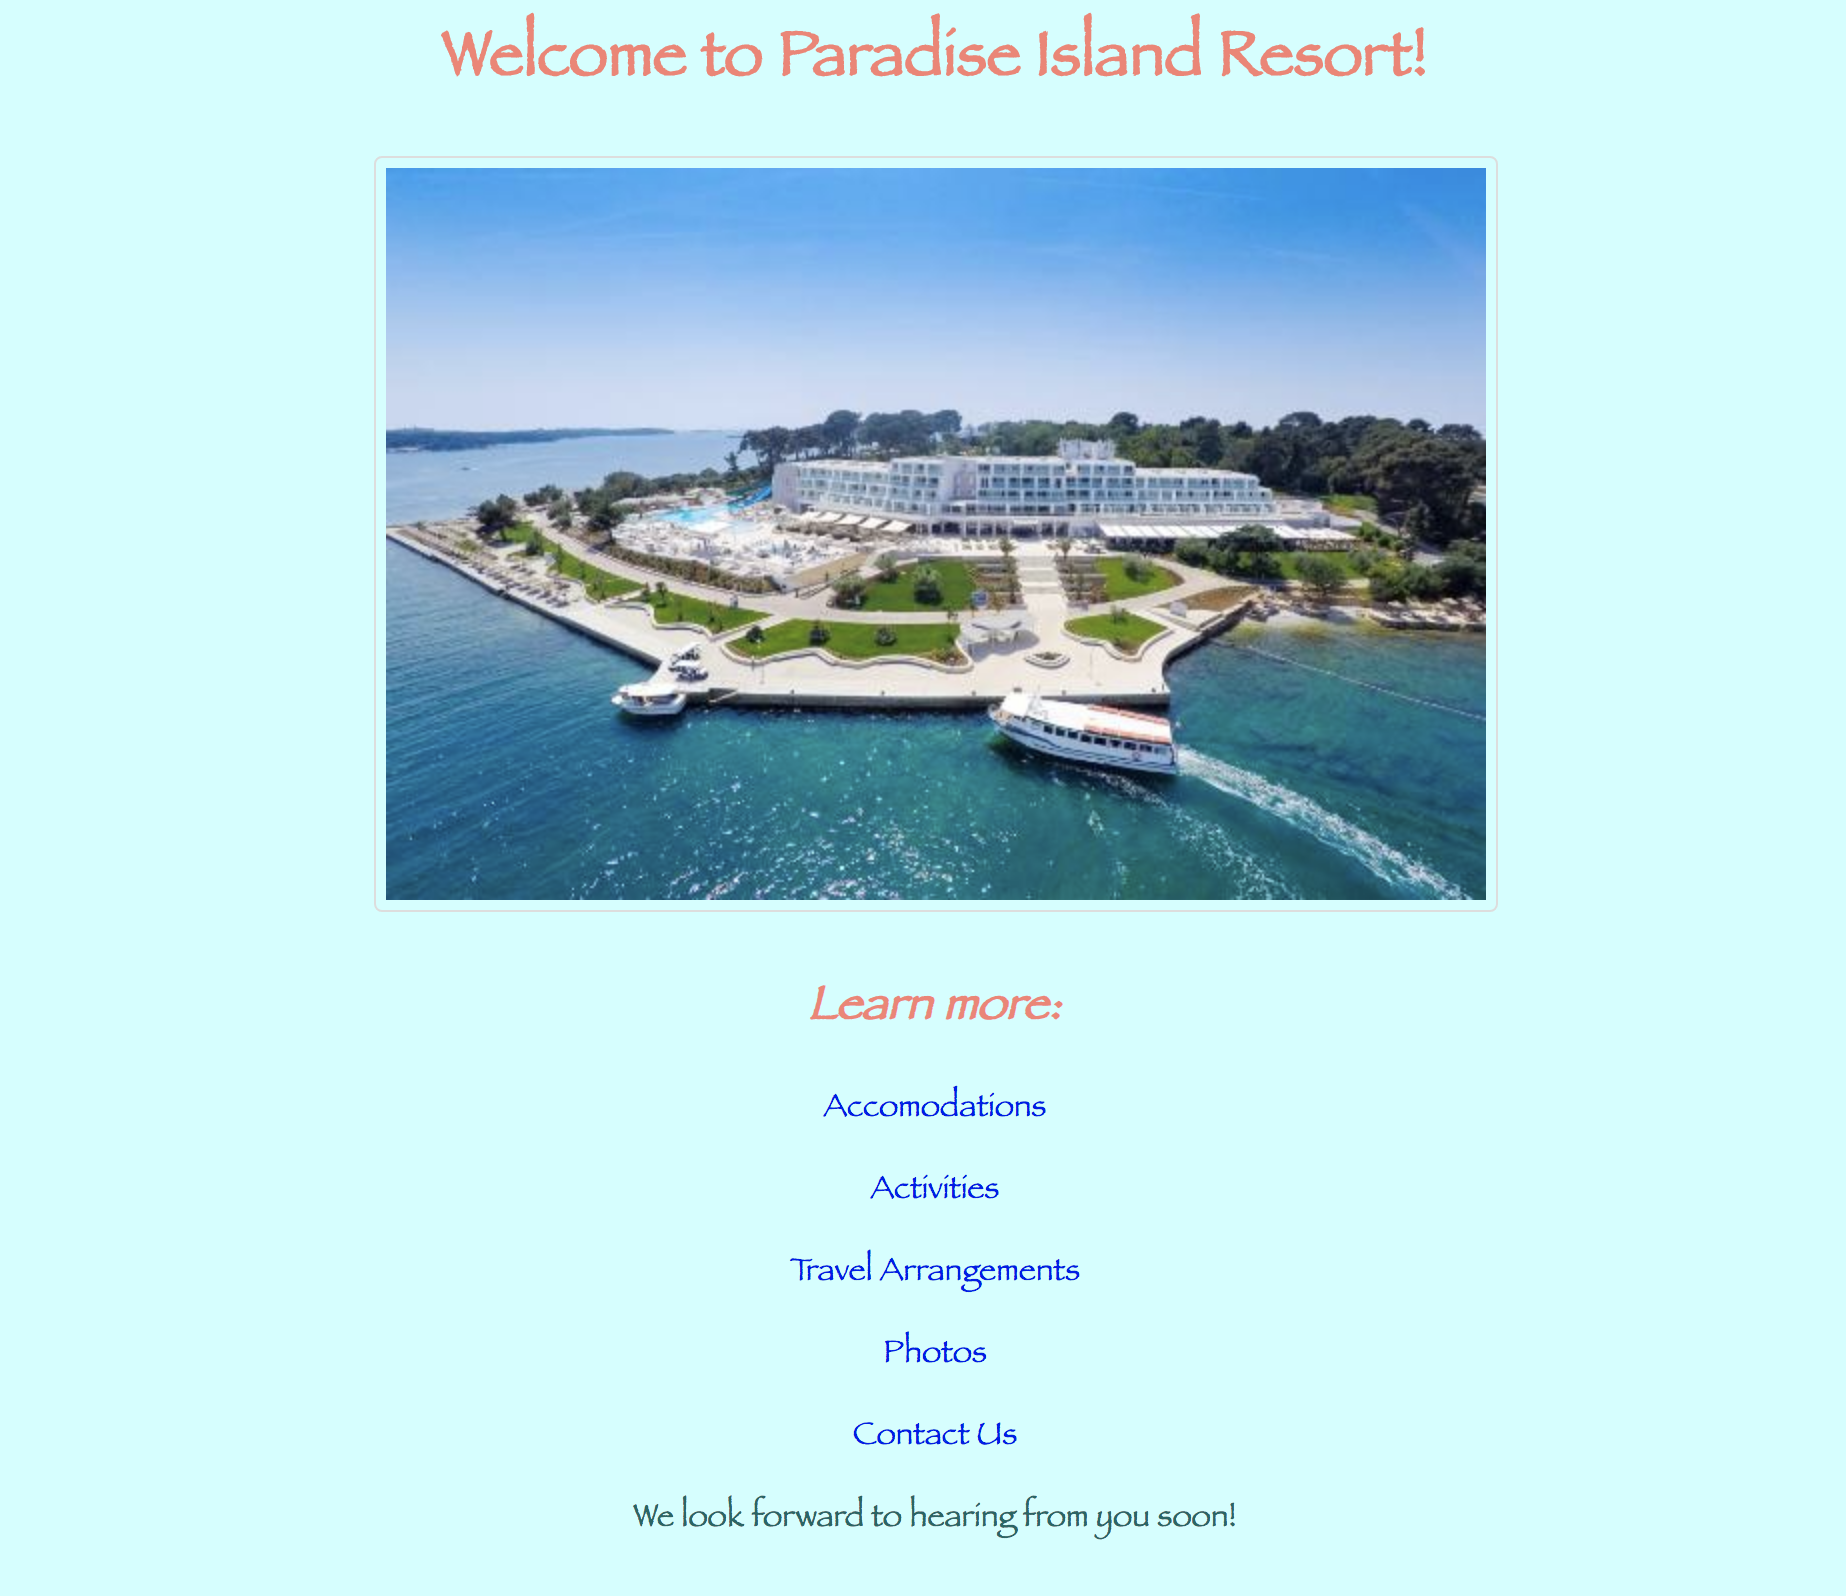 Welcome to Paradise Island Resort!
Learn more:
Accomodations
Activities
Travel Arrangements
Photos
Contact Us
We look forward to hearing from you soon!